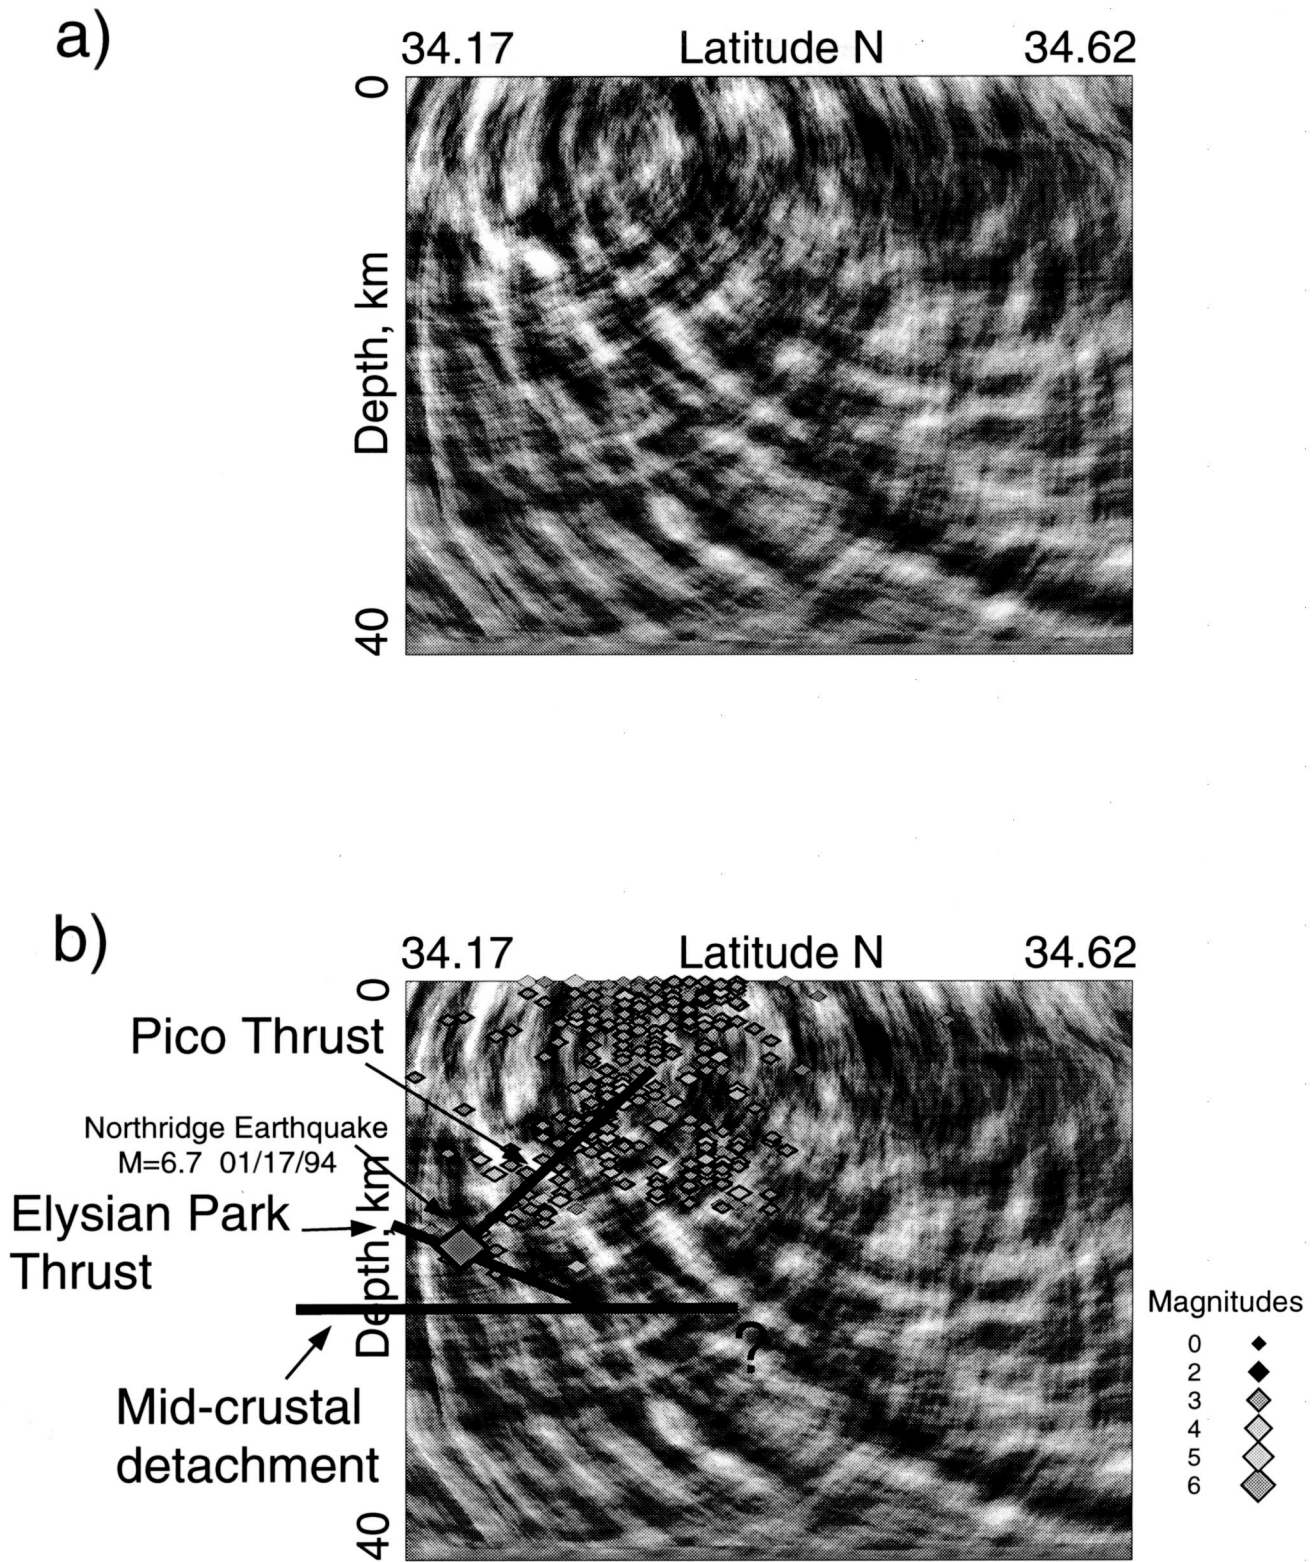 a)
34.17 Latitude N 34.62
0
Depth, km
40
b)
34.17 Latitude N 34.62
0
Pico Thrust
Northridge Earthquake
M=6.7 01/17/94
Elysian Park
Thrust
Depth, km
Mid-crustal
detachment
?
40
Magnitudes
0
2
3
4
5
6